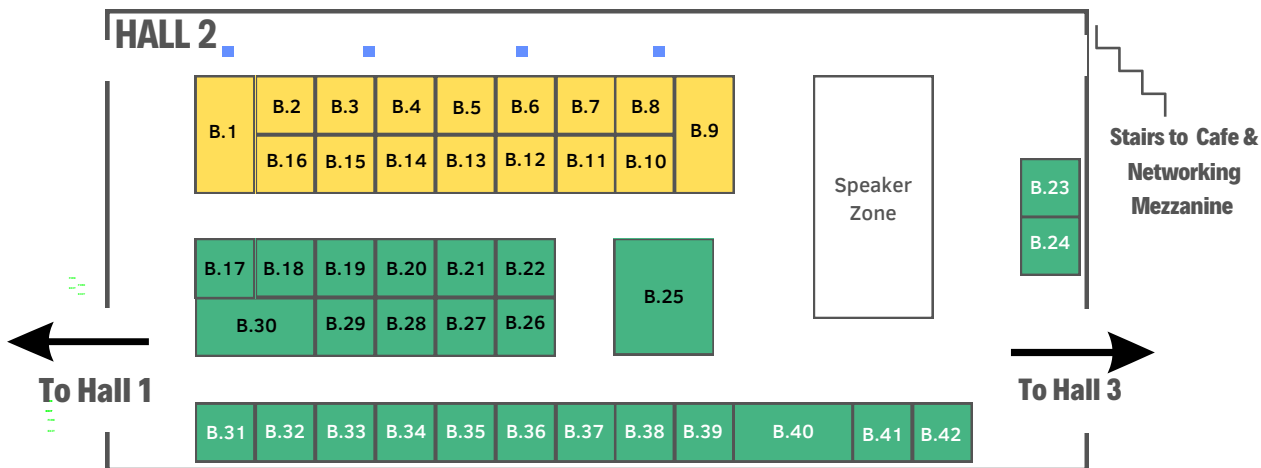 HALL 2
B.1
B.2
B.3
B.4
B.5
B.6
B.7
B.8
B.9
B.16
B.15
B.14
B.13
B.12
B.11
B.10
Speaker
Zone
Stairs to Cafe &
Networking
Mezzanine
B.23
B.24
B.17
B.18
B.19
B.20
B.21
B.22
B.25
B.30
B.29
B.28
B.27
B.26
To Hall 1
To Hall 3
B.31
B.32
B.33
B.34
B.35
B.36
B.37
B.38
B.39
B.40
B.41
B.42